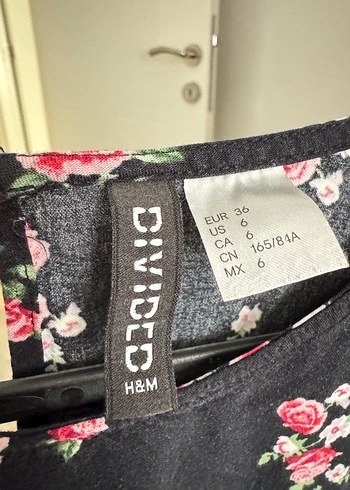 DIVIDED
H&M
EUR 36
US 6
CA 6
CN 165/84A
MX 6